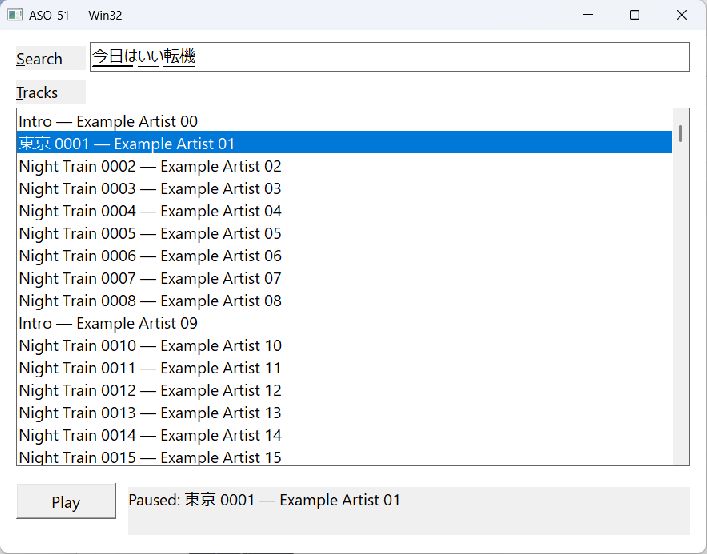 ASO 51 Win32
Search 今日はいい転機
Tracks
Intro — Example Artist 00
東京 0001 — Example Artist 01
Night Train 0002 — Example Artist 02
Night Train 0003 — Example Artist 03
Night Train 0004 — Example Artist 04
Night Train 0005 — Example Artist 05
Night Train 0006 — Example Artist 06
Night Train 0007 — Example Artist 07
Night Train 0008 — Example Artist 08
Intro — Example Artist 09
Night Train 0010 — Example Artist 10
Night Train 0011 — Example Artist 11
Night Train 0012 — Example Artist 12
Night Train 0013 — Example Artist 13
Night Train 0014 — Example Artist 14
Night Train 0015 — Example Artist 15
Play Paused: 東京 0001 — Example Artist 01